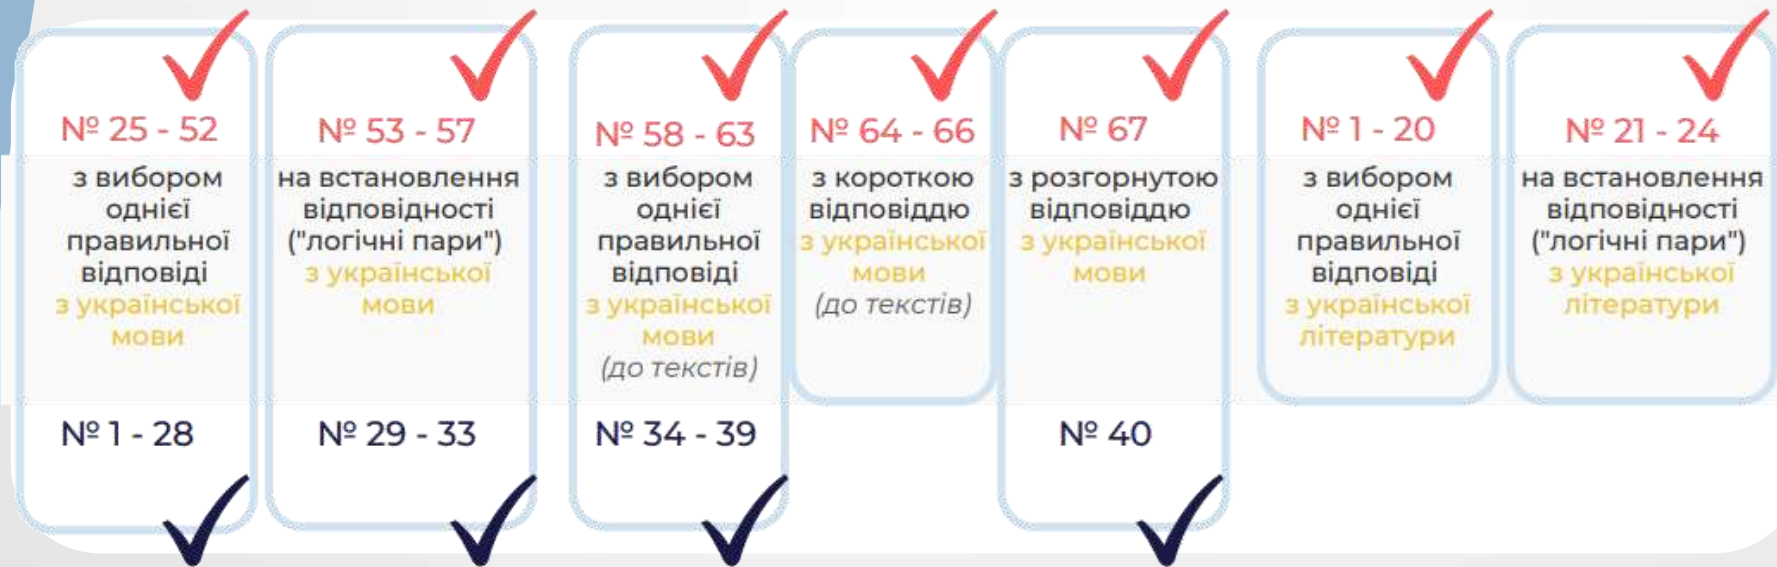 № 25 - 52
з вибором
однієї
правильної
відповіді
з української
мови
№ 1 - 28
№ 53 - 57
на встановлення
відповідності
("логічні пари")
з української
мови
№ 29 - 33
№ 58 - 63
з вибором
однієї
правильної
відповіді
з української
мови
(до текстів)
№ 34 - 39
№ 64 - 66
з короткою
відповіддю
з української
мови
(до текстів)
№ 67
з розгорнутою
відповіддю
з української
мови
№ 40
№ 1 - 20
з вибором
однієї
правильної
відповіді
з української
літератури
№ 21 - 24
на встановлення
відповідності
("логічні пари")
з української
літератури